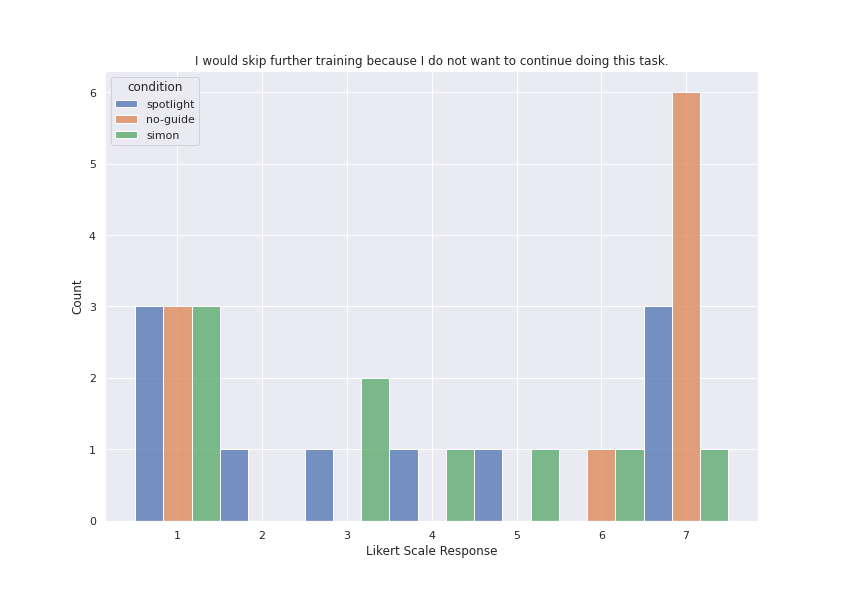 I would skip further training because I do not want to continue doing this task.
condition
spotlight
no-guide
simon
6
5
4
3
2
1
0
Count
1 2 3 4 5 6 7
Likert Scale Response